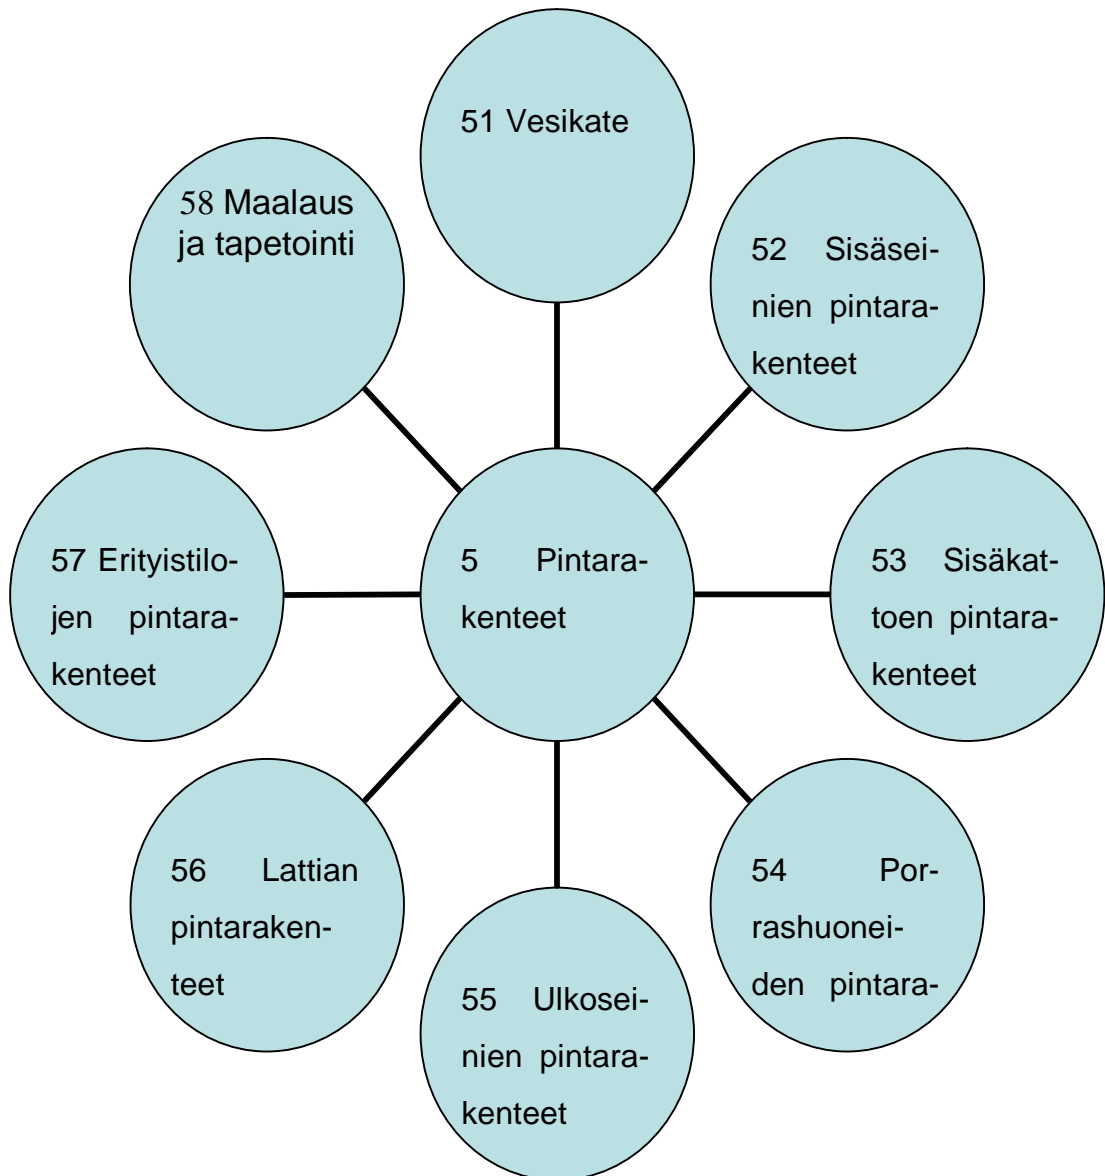 51 Vesikate
58 Maalaus
ja tapetointi
52 Sisäsei-
nien pintara-
kenteet
57 Erityistilo-
jen pintara-
kenteet
5 Pintara-
kenteet
53 Sisäkat-
toen pintara-
kenteet
56 Lattian
pintaraken-
teet
54 Por-
rashuonei-
den pintara-
55 Ulkosei-
nien pintara-
kenteet